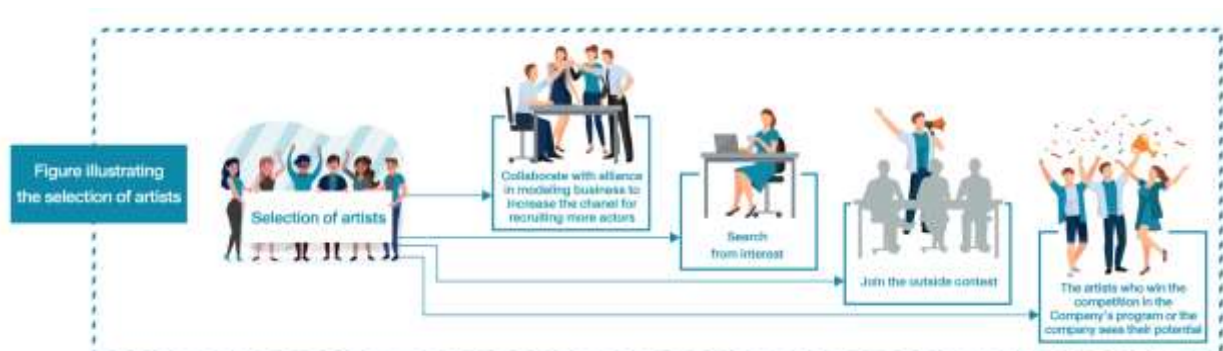 Figure illustrating
the selection of artists
Selection of artists
Collaborate with alliance
in modeling business to
increase the chanel for
recruiting more actors
Search
from interest
Join the outside contest
The artists who win the
competition in the
Company's program or the
company sees their potential